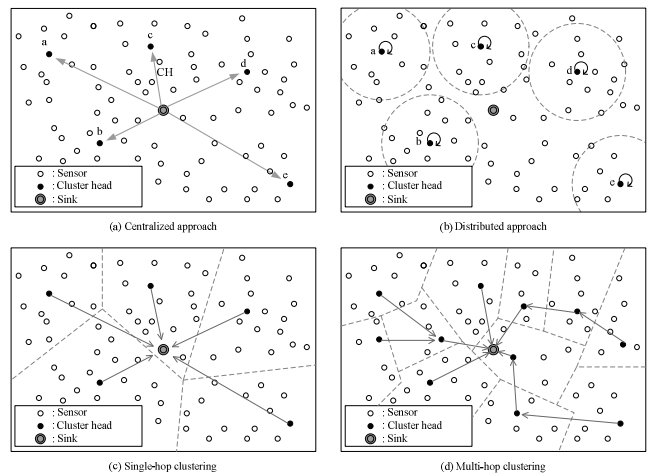 a
c
d
CH
b
e
: Sensor
: Cluster head
: Sink
(a) Centralized approach
a
c
d
b
e
: Sensor
: Cluster head
: Sink
(b) Distributed approach
: Sensor
: Cluster head
: Sink
(c) Single-hop clustering
: Sensor
: Cluster head
: Sink
(d) Multi-hop clustering